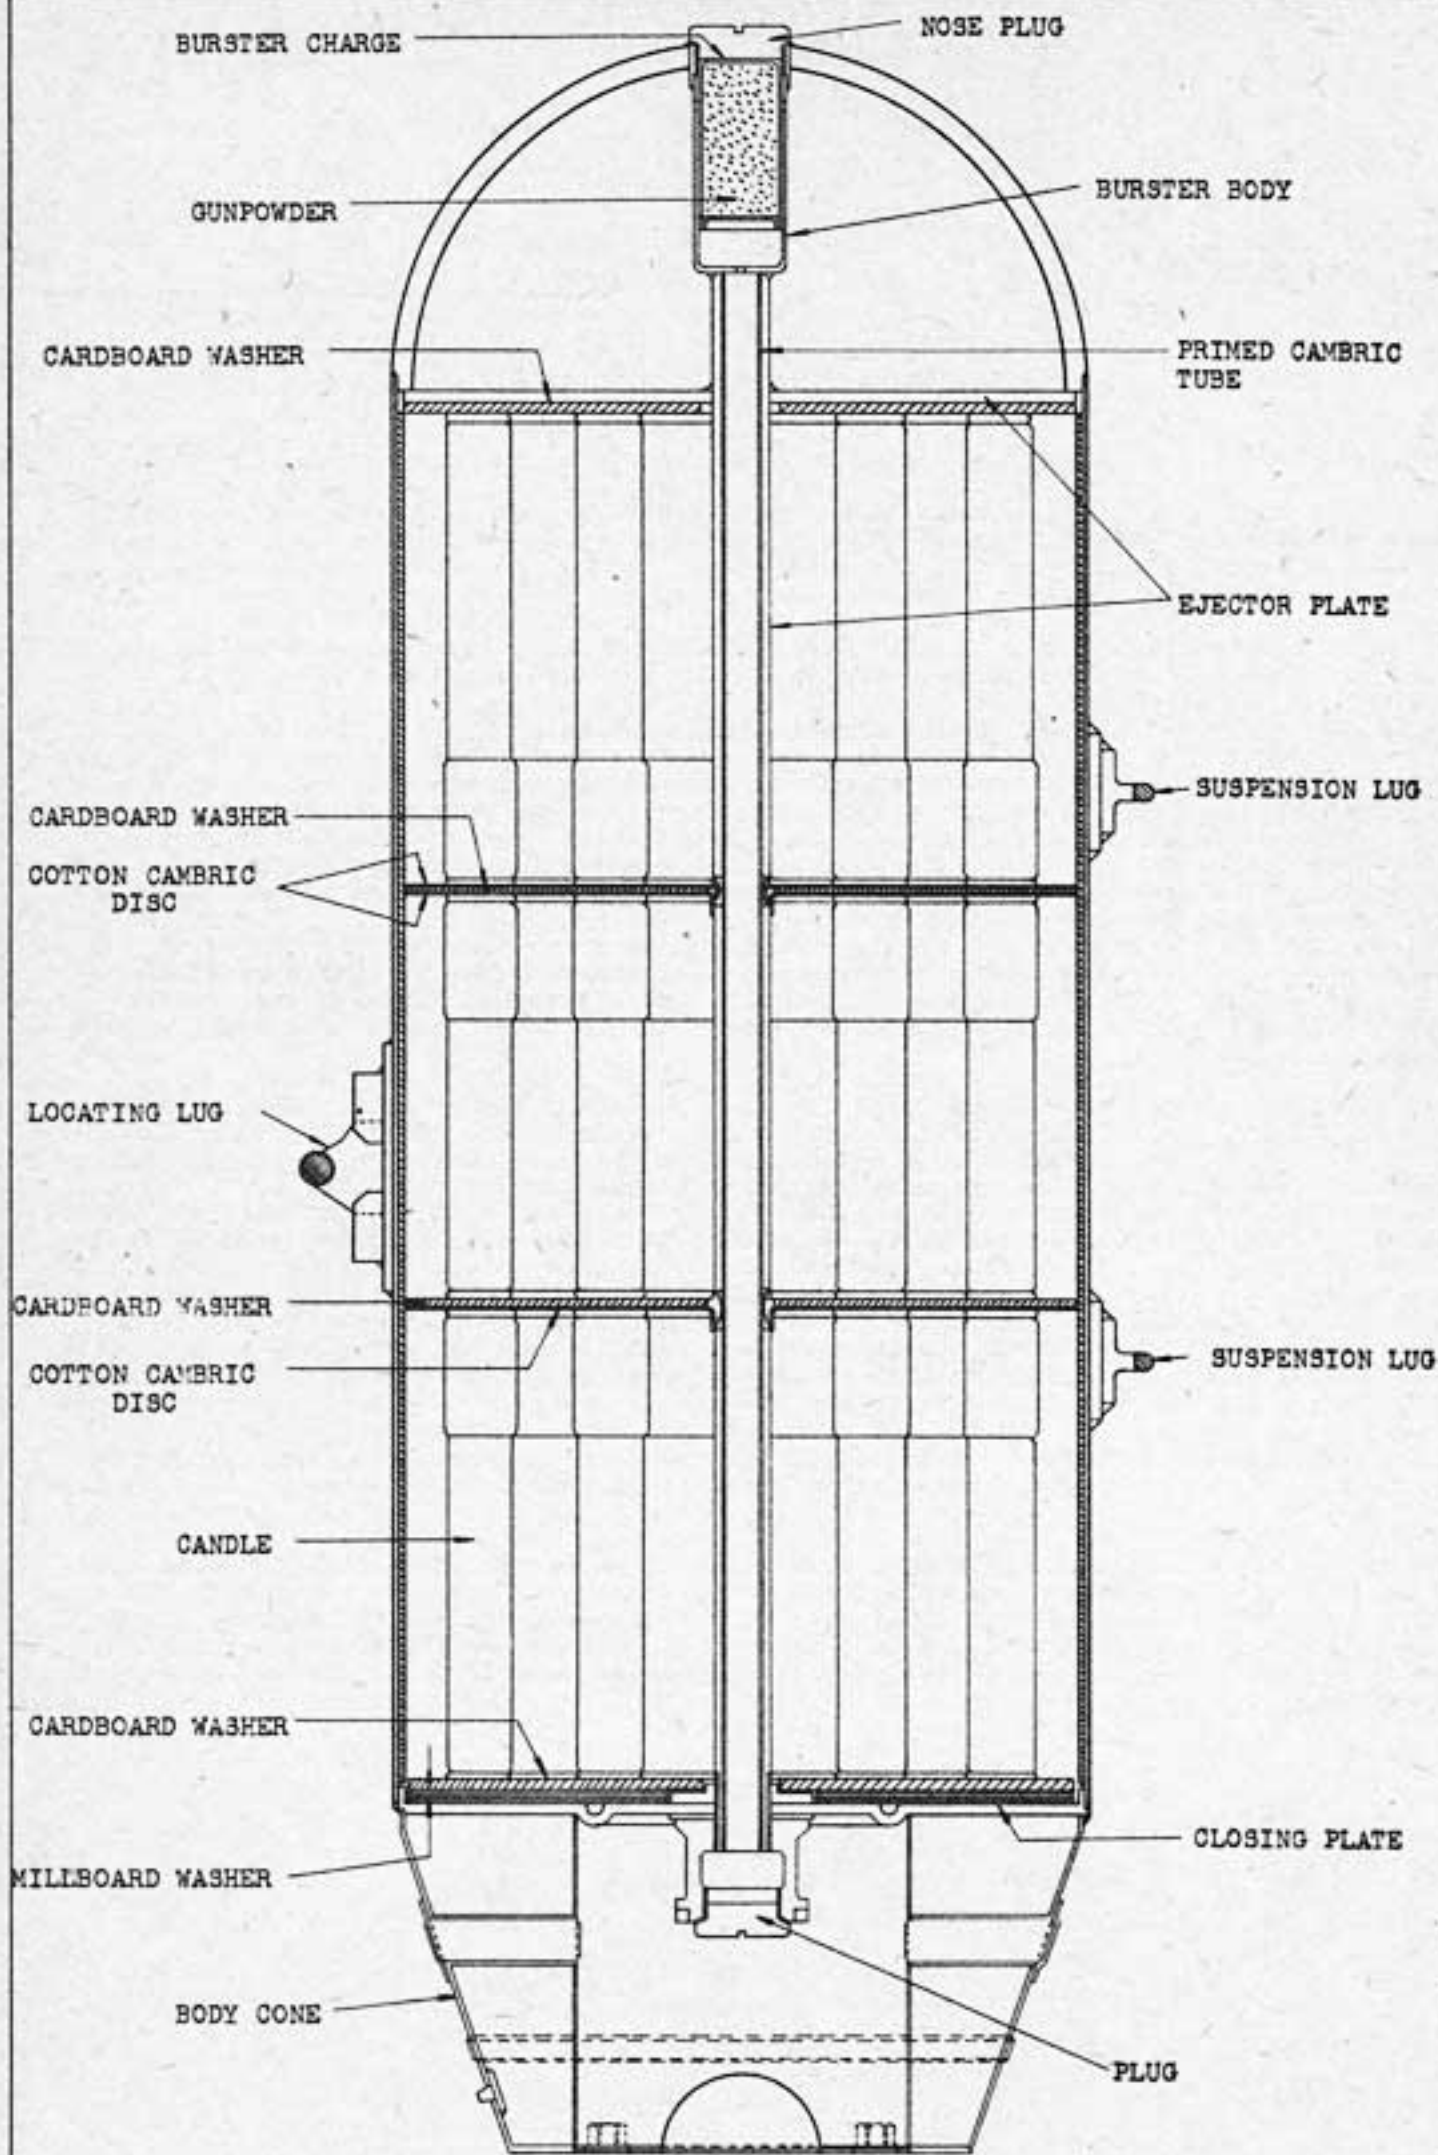 BURSTER CHARGE
NOSE PLUG
GUNPOWDER
BURSTER BODY
CARDBOARD WASHER
PRIMED CAMBRIC
TUBE
EJECTOR PLATE
SUSPENSION LUG
CARDBOARD WASHER
COTTON CAMBRIC
DISC
LOCATING LUG
CARDBOARD WASHER
SUSPENSION LUG
COTTON CAMBRIC
DISC
CANDLE
CARDBOARD WASHER
CLOSING PLATE
MILLBOARD WASHER
BODY CONE
PLUG